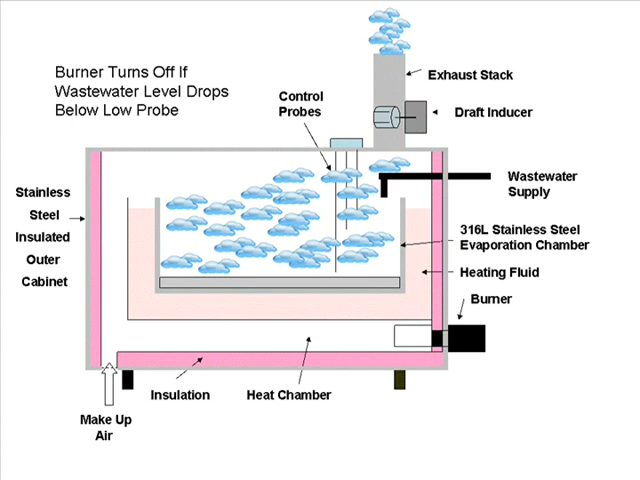 Burner Turns Off If
Wastewater Level Drops
Below Low Probe
Control
Probes
Exhaust Stack
Draft Inducer
Wastewater
Supply
Stainless
Steel
Insulated
Outer
Cabinet
316L Stainless Steel
Evaporation Chamber
Heating Fluid
Burner
Insulation
Heat Chamber
Make Up
Air